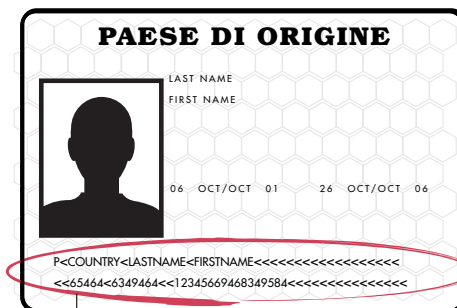 PAESE DI ORIGINE
LAST NAME
FIRST NAME
06 OCT/OCT 01 26 OCT/OCT 06
P<COUNTRY<LASTNAME<FIRSTNAME<<<<<<<<<<<<<<<<<<
<<65464<6349464<<12345669468349584<<<<<<<<<<<<<<<